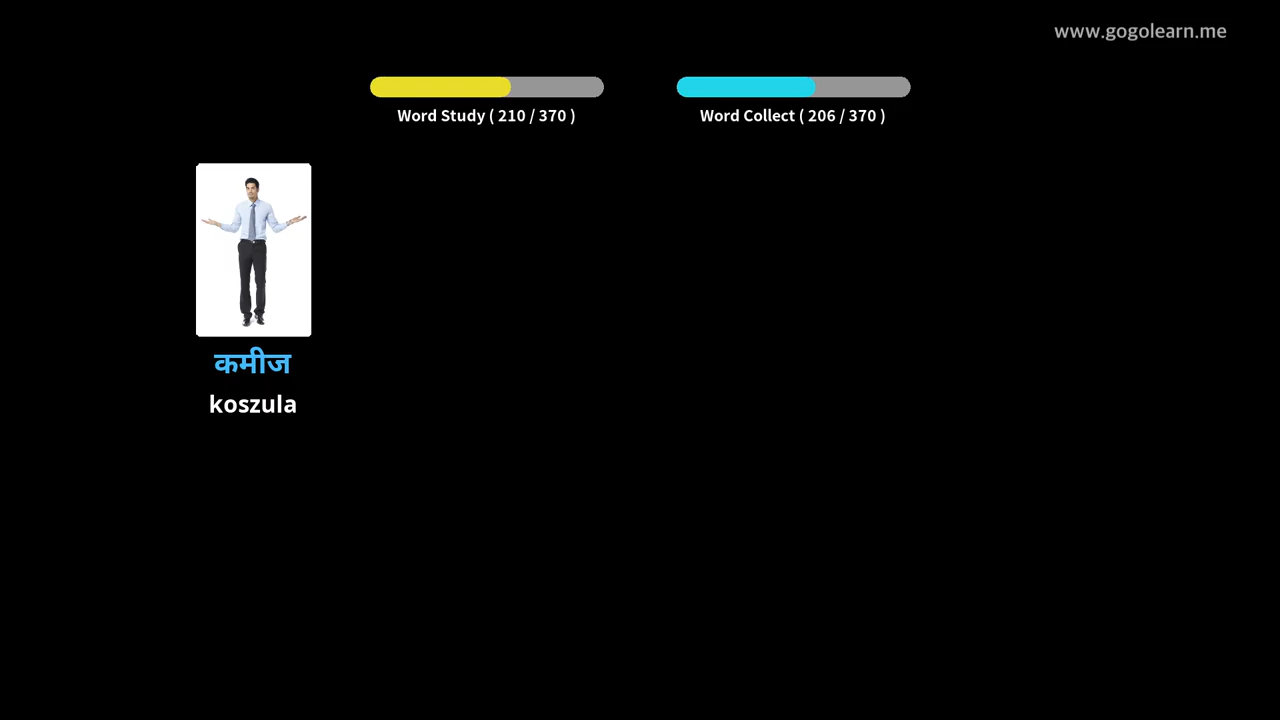 www.gogolearn.me
Word Study ( 210 / 370 )
Word Collect ( 206 / 370 )
कमीज
koszula